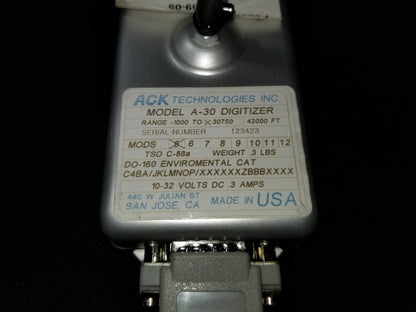 ACK TECHNOLOGIES INC
MODEL A-30 DIGITIZER
RANGE -1000 TO X 30750 42000 FT
SERIAL NUMBER 123423
MODS 5 6 7 8 9 10 11 12
TSO C-88a WEIGHT .3 LBS
DO-160 ENVIROMENTAL CAT
C4BA/JKLMNOP/XXXXXXZBBBXXXX
10-32 VOLTS DC .3 AMPS
440 W JULIAN ST
SAN JOSE, CA MADE IN USA